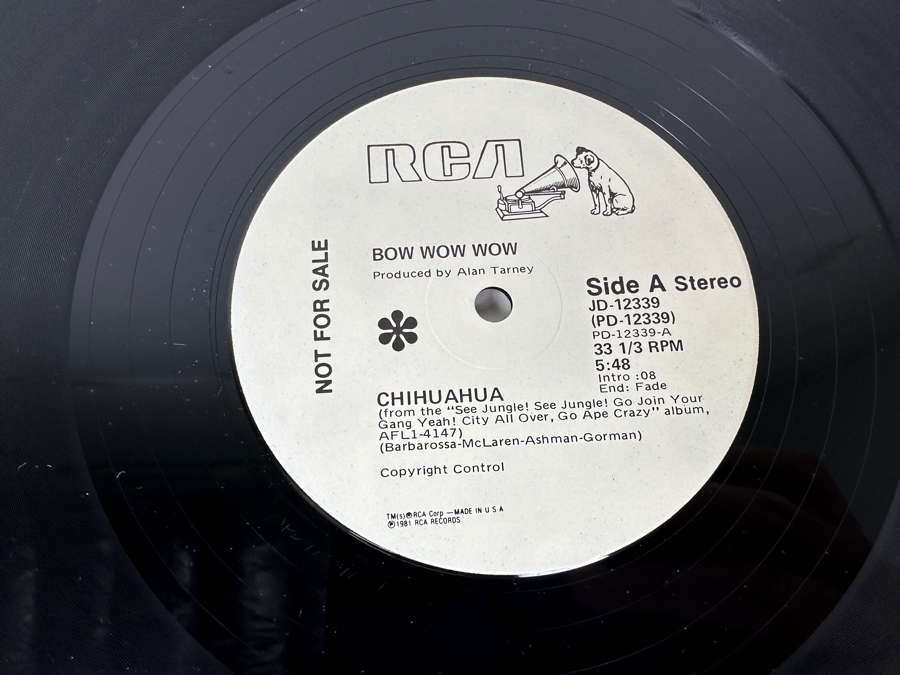 RCA
NOT FOR SALE
BOW WOW WOW
Produced by Alan Tarney
Side A Stereo
JD-12339
(PD-12339)
PD-12339-A
33 1/3 RPM
5:48
Intro :08
End: Fade
CHIHUAHUA
(from the "See Jungle! See Jungle! Go Join Your
Gang Yeah! City All Over, Go Ape Crazy" album,
AFL1-4147)
(Barbarossa-McLaren-Ashman-Gorman)
Copyright Control
TM(s)®RCA Corp —MADE IN U S A
℗1981 RCA RECORDS